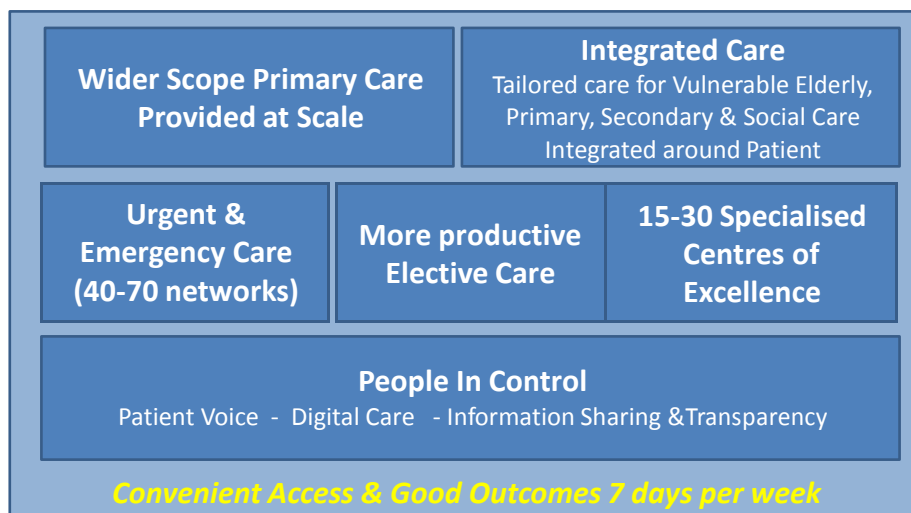 Wider Scope Primary Care
Provided at Scale
Integrated Care
Tailored care for Vulnerable Elderly,
Primary, Secondary & Social Care
Integrated around Patient
Urgent &
Emergency Care
(40-70 networks)
More productive
Elective Care
15-30 Specialised
Centres of
Excellence
People In Control
Patient Voice - Digital Care - Information Sharing &Transparency
Convenient Access & Good Outcomes 7 days per week